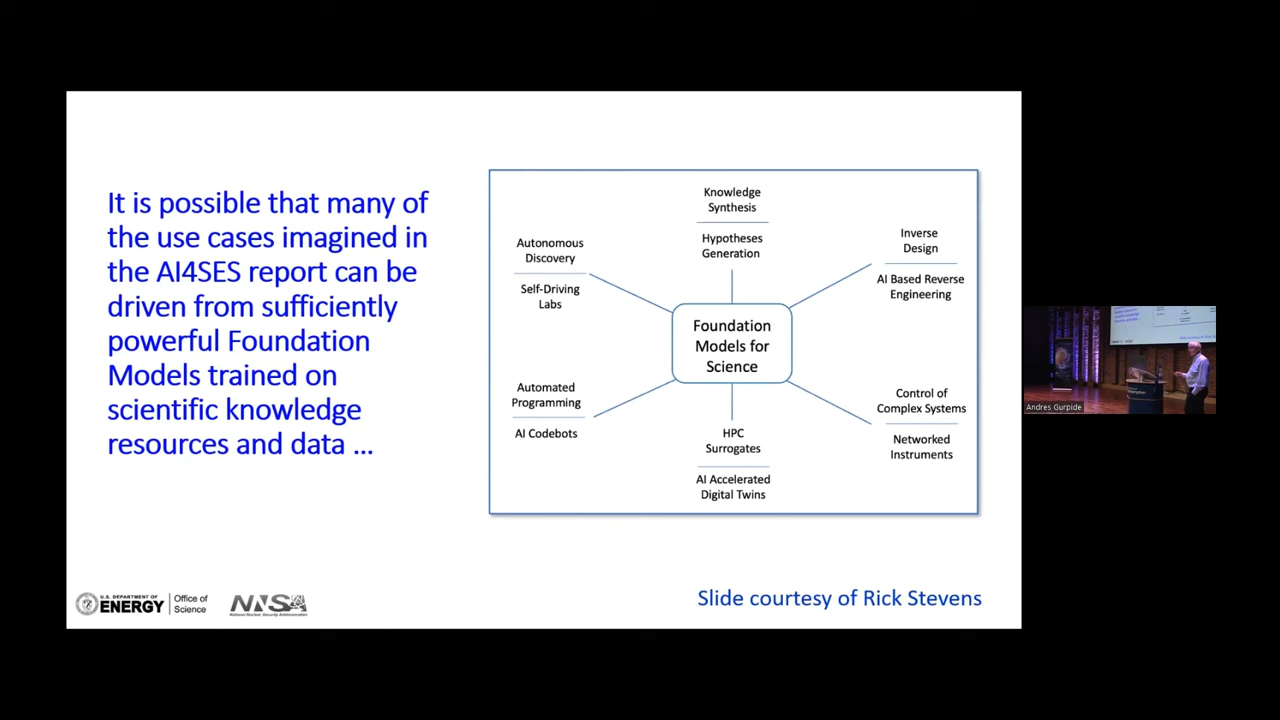 It is possible that many of
the use cases imagined in
the AI4SES report can be
driven from sufficiently
powerful Foundation
Models trained on
scientific knowledge
resources and data ...
Knowledge
Synthesis
Hypotheses
Generation
Autonomous
Discovery
Self-Driving
Labs
Inverse
Design
AI Based Reverse
Engineering
Foundation
Models for
Science
Automated
Programming
AI Codebots
HPC
Surrogates
AI Accelerated
Digital Twins
Control of
Complex Systems
Networked
Instruments
U.S. DEPARTMENT OF
ENERGY
Office of
Science
NNSA
National Nuclear Security Administration
Slide courtesy of Rick Stevens
Andres Gurpide